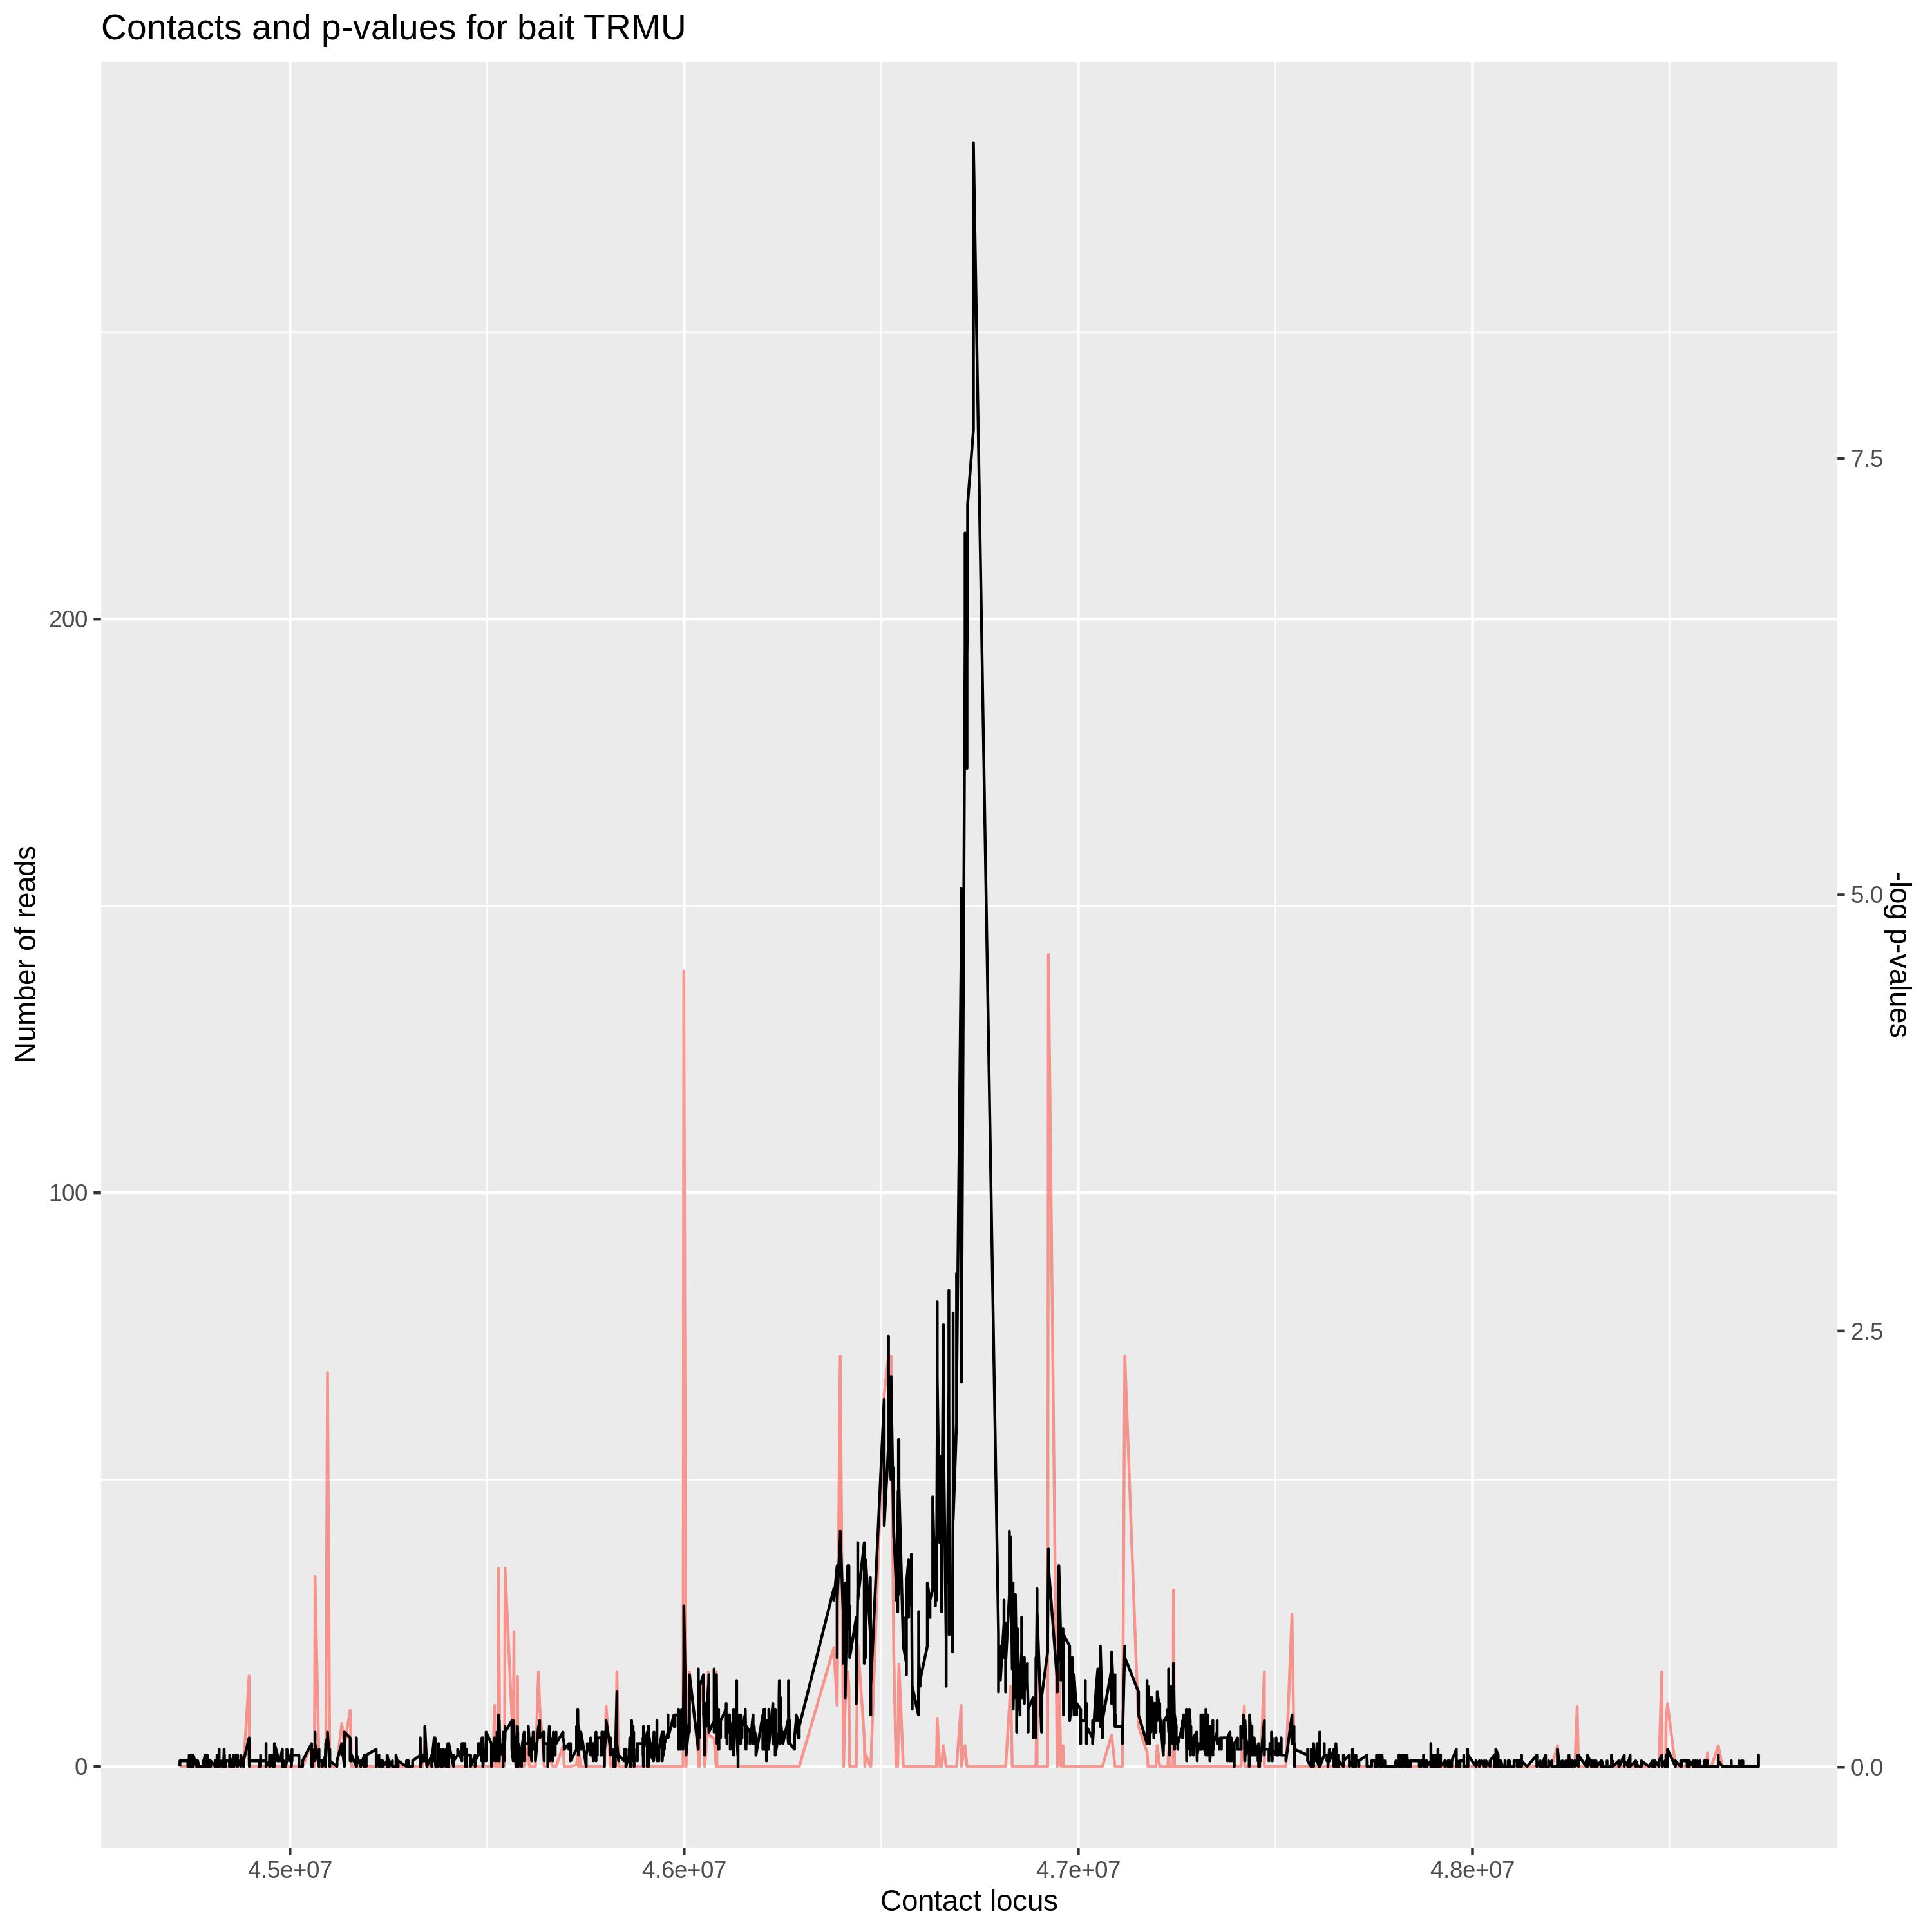 Contacts and p-values for bait TRMU
Number of reads
200
100
0
7.5
5.0
2.5
0.0
-log p-values
4.5e+07
4.6e+07
4.7e+07
4.8e+07
Contact locus